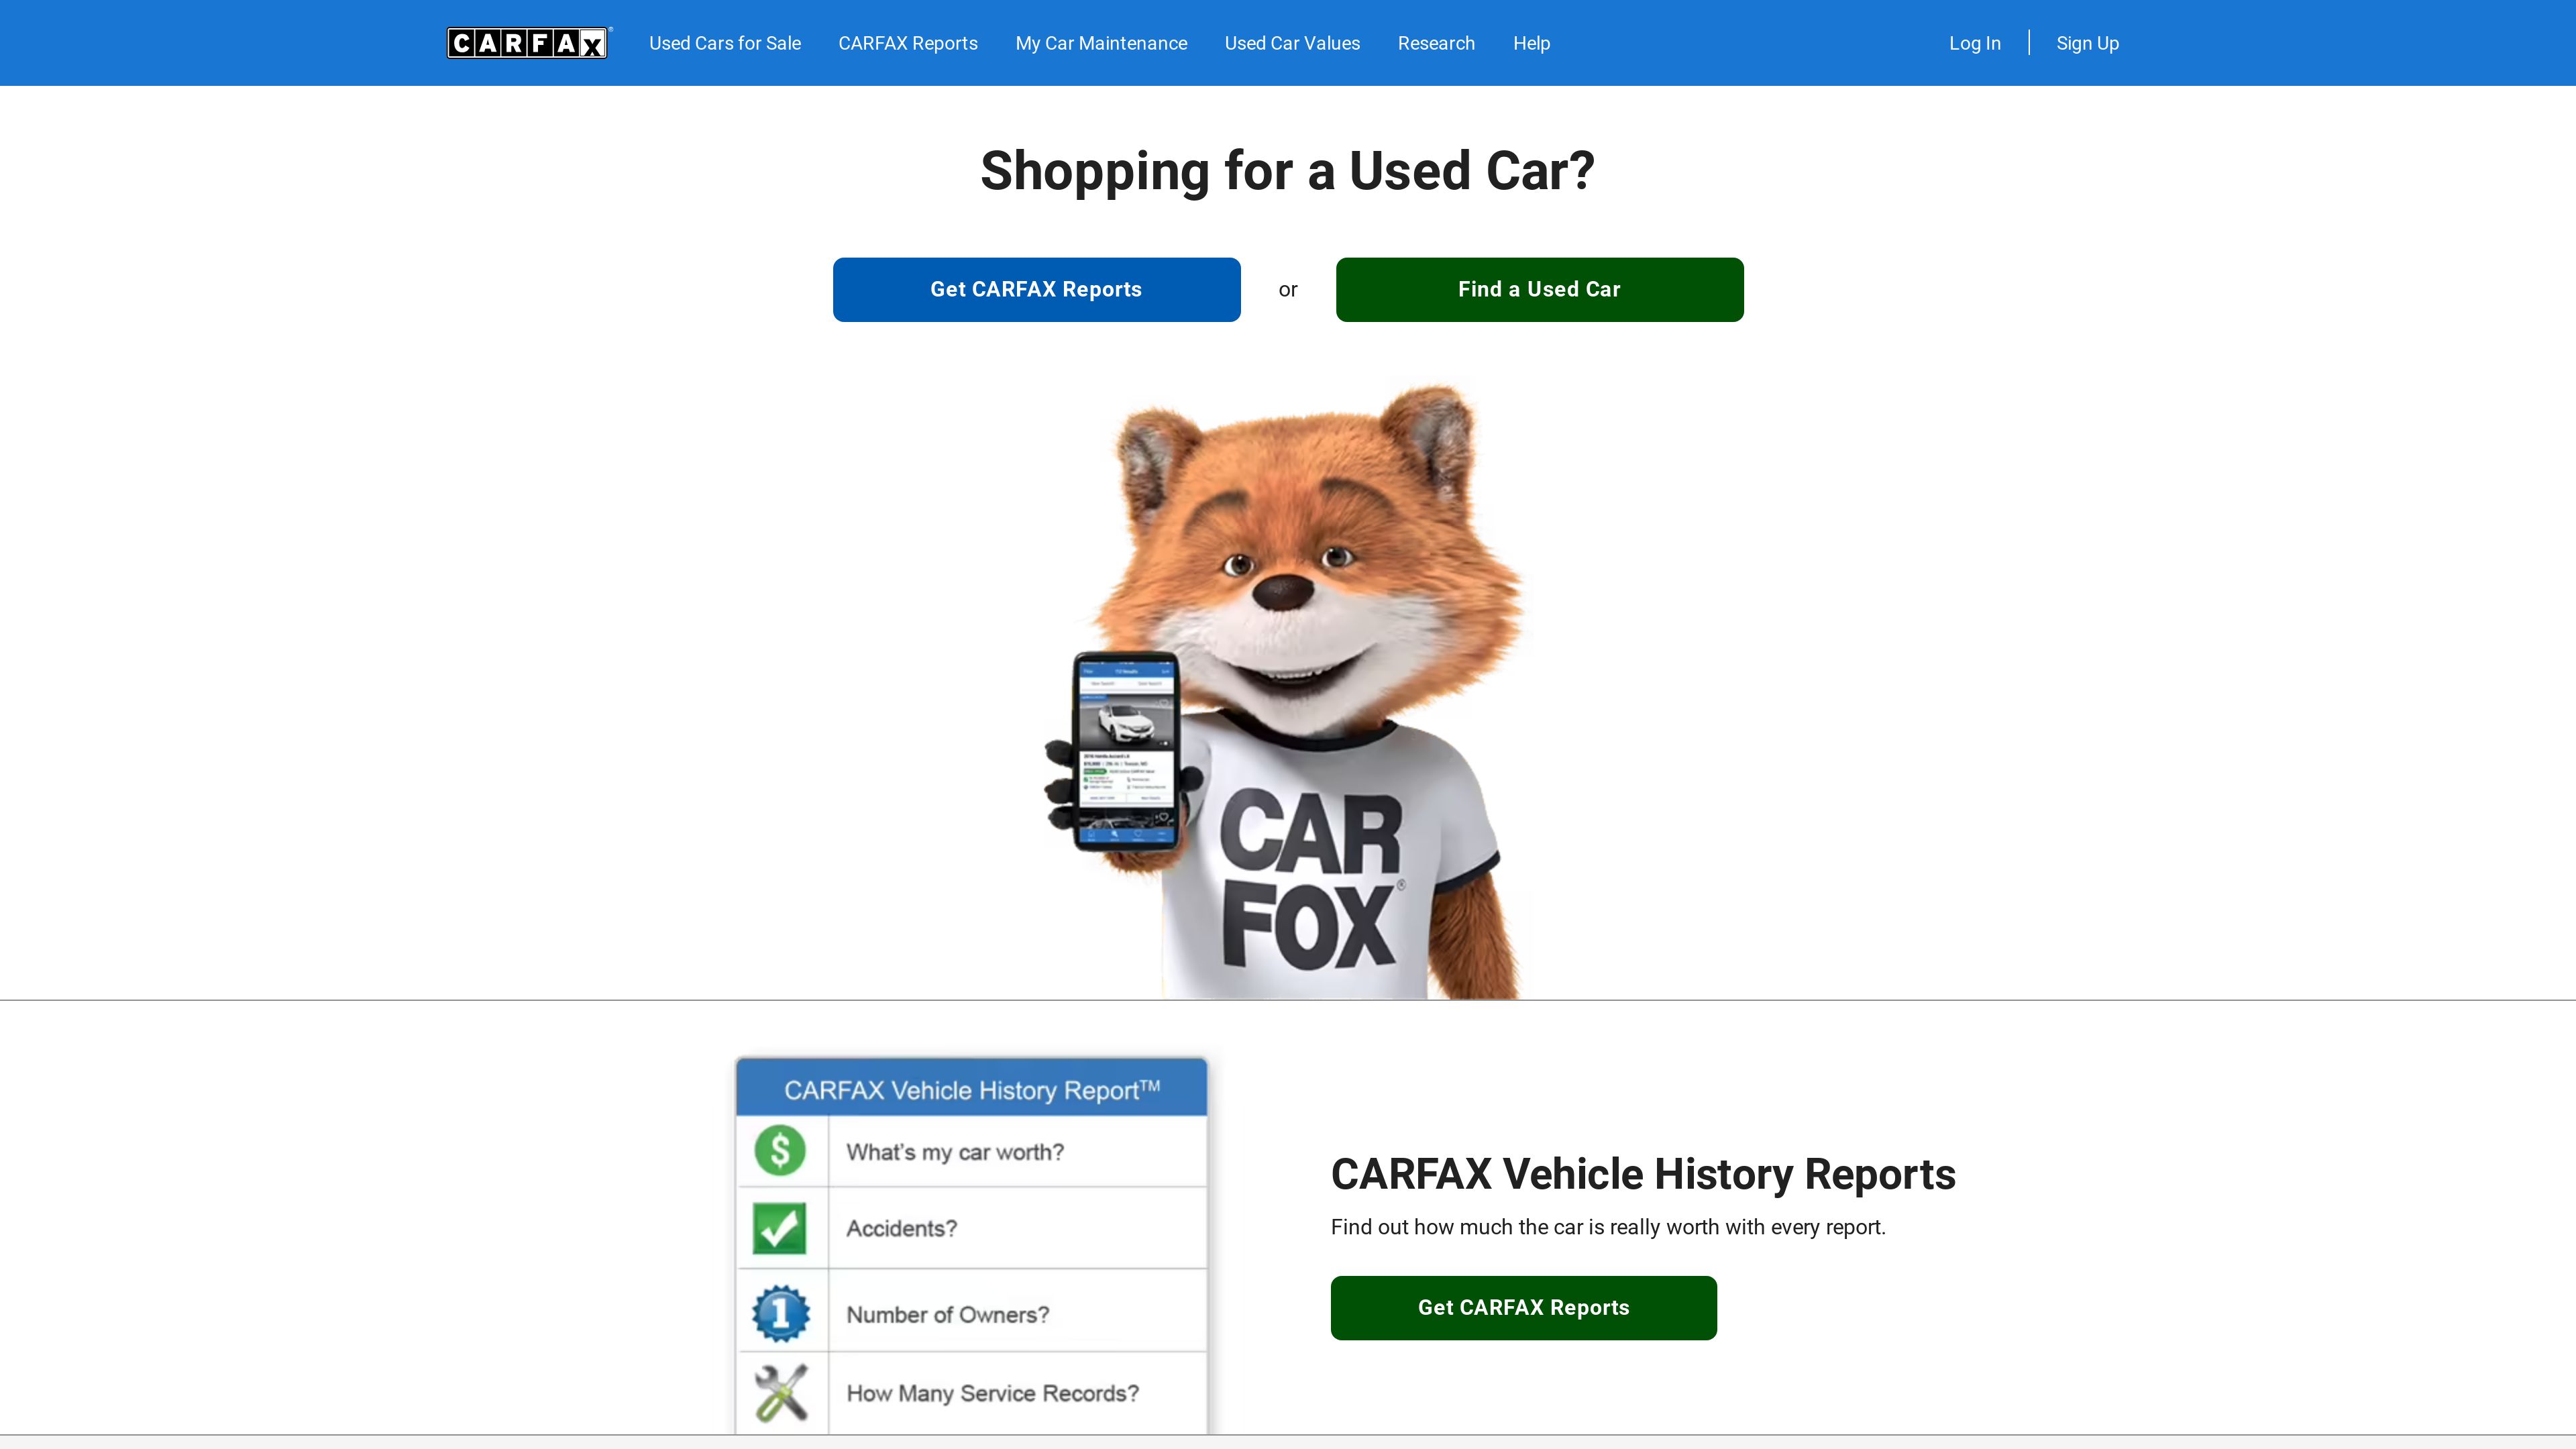 CARFAX®
Used Cars for Sale
CARFAX Reports
My Car Maintenance
Used Car Values
Research
Help
Log In
Sign Up
Shopping for a Used Car?
Get CARFAX Reports
or
Find a Used Car
CAR
FOX®
CARFAX Vehicle History Report™
What's my car worth?
Accidents?
1
Number of Owners?
How Many Service Records?
CARFAX Vehicle History Reports
Find out how much the car is really worth with every report.
Get CARFAX Reports